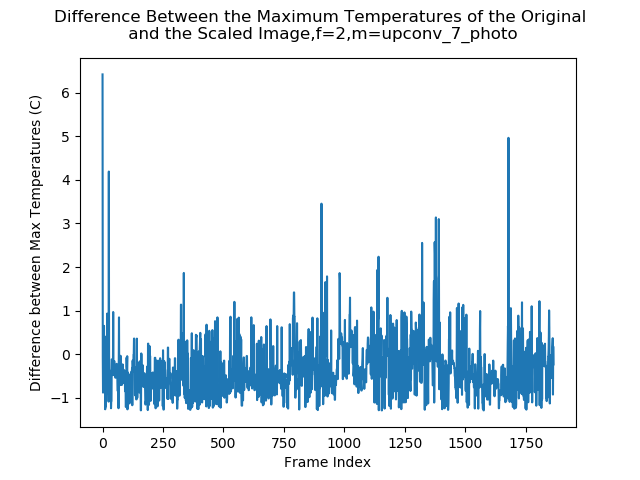 Difference Between the Maximum Temperatures of the Original
and the Scaled Image,f=2,m=upconv_7_photo
Difference between Max Temperatures (C)
6
5
4
3
2
1
0
−1
0 250 500 750 1000 1250 1500 1750
Frame Index